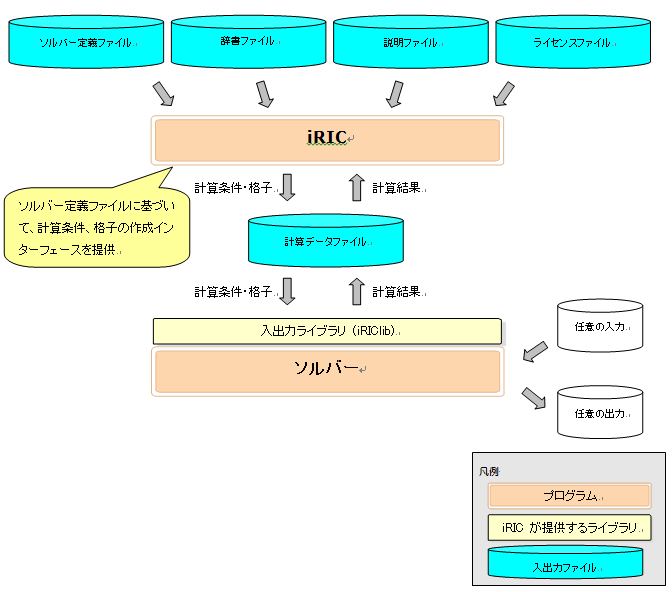 ソルバー定義ファイル
辞書ファイル
説明ファイル
ライセンスファイル
iRIC
計算条件・格子
計算結果
ソルバー定義ファイルに基づい
て、計算条件、格子の作成イン
ターフェースを提供
計算データファイル
計算条件・格子
計算結果
入出力ライブラリ (iRIClib)
ソルバー
任意の入力
任意の出力
凡例
プログラム
iRIC が提供するライブラリ
入出力ファイル